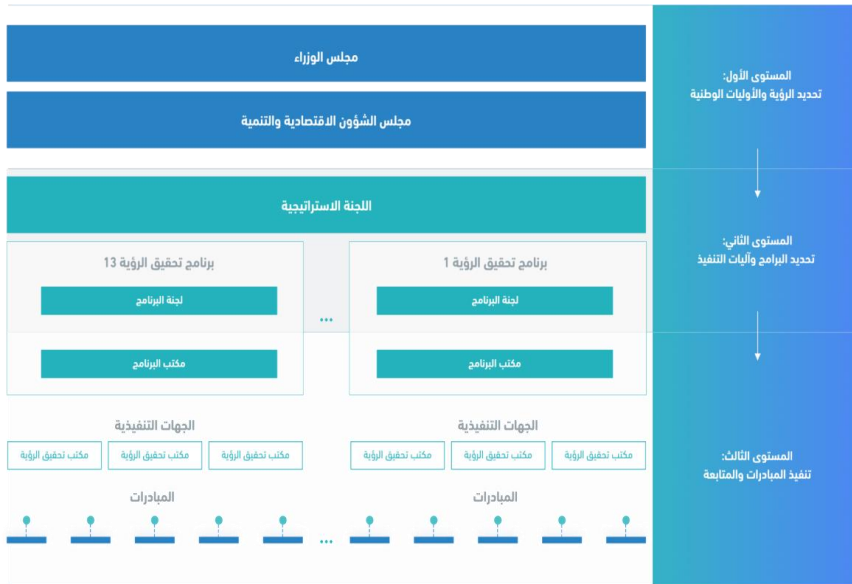 مجلس الوزراء
المستوى الأول:
تحديد الرؤية والأوليات الوطنية
مجلس الشؤون الاقتصادية والتنمية
اللجنة الاستراتيجية
المستوى الثاني:
تحديد البرامج وآليات التنفيذ
برنامج تحقيق الرؤية 1
لجنة البرنامج
مكتب البرنامج
...
برنامج تحقيق الرؤية 13
لجنة البرنامج
مكتب البرنامج
المستوى الثالث:
تنفيذ المبادرات والمتابعة
الجهات التنفيذية
مكتب تحقيق الرؤية
مكتب تحقيق الرؤية
مكتب تحقيق الرؤية
المبادرات
...
الجهات التنفيذية
مكتب تحقيق الرؤية
مكتب تحقيق الرؤية
مكتب تحقيق الرؤية
المبادرات